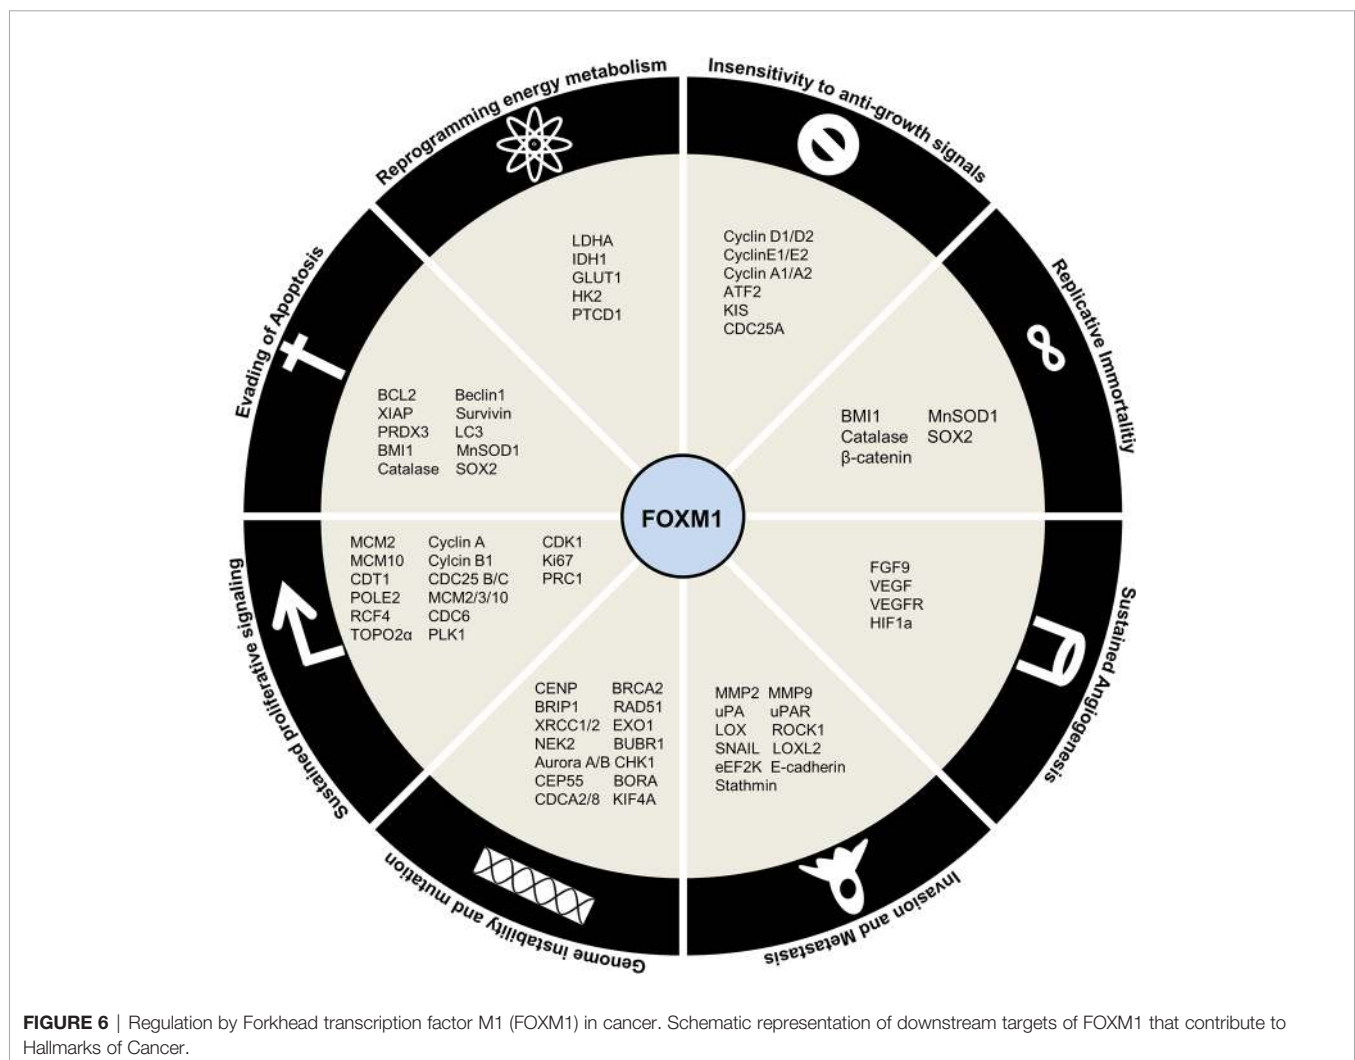 Reprogramming energy metabolism
LDHA
IDH1
GLUT1
HK2
PTCD1
Insensitivity to anti-growth signals
Cyclin D1/D2
CyclinE1/E2
Cyclin A1/A2
ATF2
KIS
CDC25A
Replicative Immortalitiy
BMI1 MnSOD1
Catalase SOX2
β-catenin
Sustained Angiogenesis
FGF9
VEGF
VEGFR
HIF1a
Invasion and Metastasis
MMP2 MMP9
uPA uPAR
LOX ROCK1
SNAIL LOXL2
eEF2K E-cadherin
Stathmin
Genome instability and mutation
CENP BRCA2
BRIP1 RAD51
XRCC1/2 EXO1
NEK2 BUBR1
Aurora A/B CHK1
CEP55 BORA
CDCA2/8 KIF4A
Sustained proliferative signaling
MCM2 Cyclin A CDK1
MCM10 Cylcin B1 Ki67
CDT1 CDC25 B/C PRC1
POLE2 MCM2/3/10
RCF4 CDC6
TOPO2α PLK1
Evading of Apoptosis
BCL2 Beclin1
XIAP Survivin
PRDX3 LC3
BMI1 MnSOD1
Catalase SOX2
FOXM1
FIGURE 6 | Regulation by Forkhead transcription factor M1 (FOXM1) in cancer. Schematic representation of downstream targets of FOXM1 that contribute to
Hallmarks of Cancer.